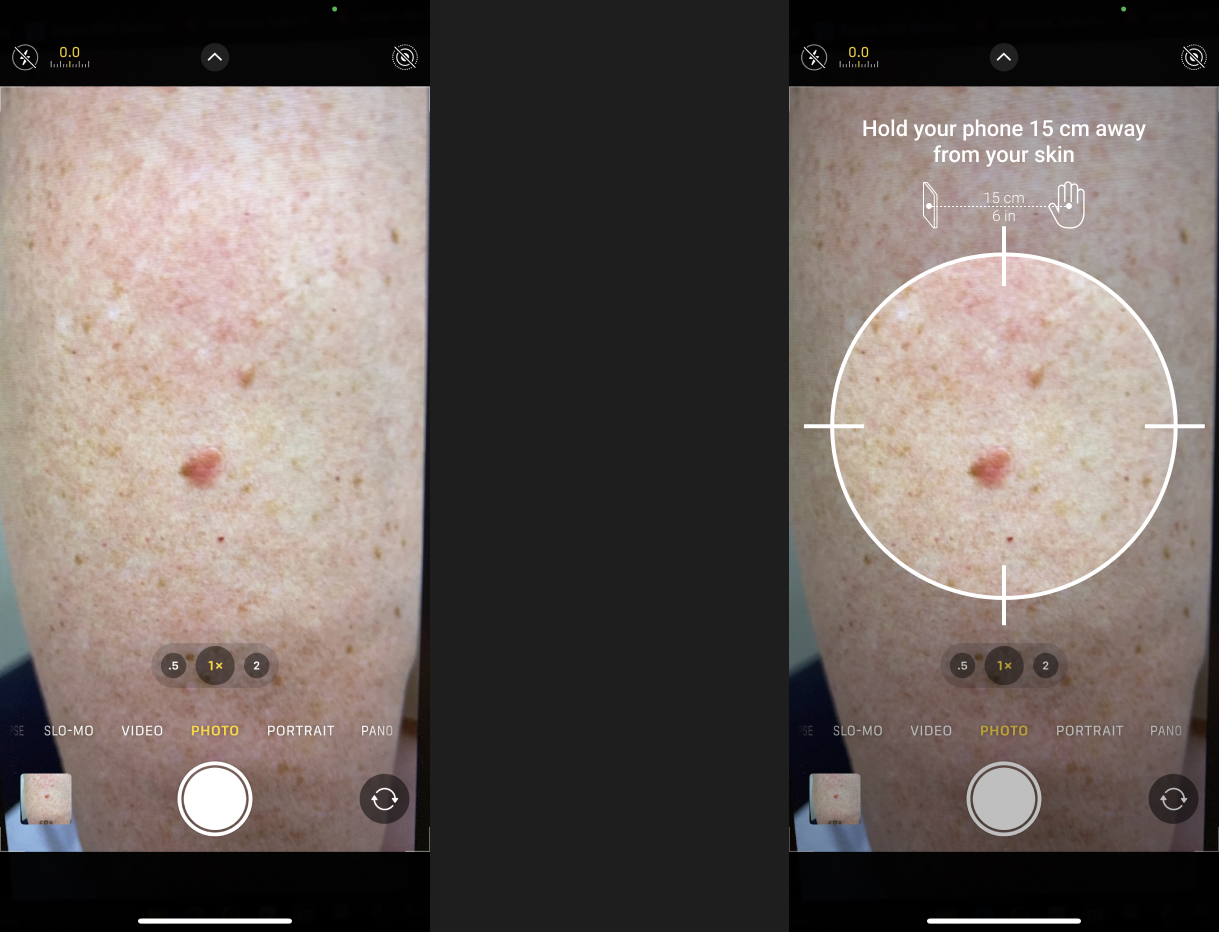 0.0
.5
1×
2
SLO-MO VIDEO PHOTO PORTRAIT PANO
0.0
Hold your phone 15 cm away
from your skin
15 cm
6 in
.5
1×
2
SLO-MO VIDEO PHOTO PORTRAIT PANO